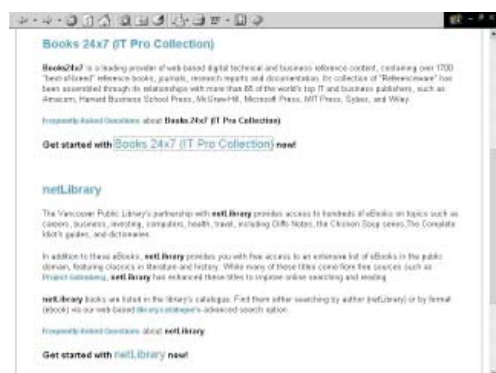 Books 24x7 (IT Pro Collection)
Books24x7 is a leading provider of web-based digital technical and business reference content, containing over 1700
"best-of-breed" reference books, journals, research reports and documentation. Its collection of "Referenceware" has
been assembled through its relationships with more than 65 of the world's top IT and business publishers, such as
Amacom, Harvard Business School Press, McGraw-Hill, Microsoft Press, MIT Press, Sybex, and Wiley.
Frequently Asked Questions about Books 24x7 (IT Pro Collection)
Get started with Books 24x7 (IT Pro Collection) now!
netLibrary
The Vancouver Public Library's partnership with netLibrary provides access to hundreds of eBooks on topics such as
careers, business, investing, computers, health, travel, including Cliffs Notes, the Chicken Soup series,The Complete
Idiot's guides, and dictionaries.
In addition to these eBooks, netLibrary provides you with free access to an extensive list of eBooks in the public
domain, featuring classics in literature and history. While many of these titles come from free sources such as
Project Gutenberg, netLibrary has enhanced these titles to improve online searching and reading.
netLibrary books are listed in the library's catalogue. Find them either searching by author (netLibrary) or by format
(ebook) via our web-based library catalogue's advanced search option.
Frequently Asked Questions about netLibrary
Get started with netLibrary now!